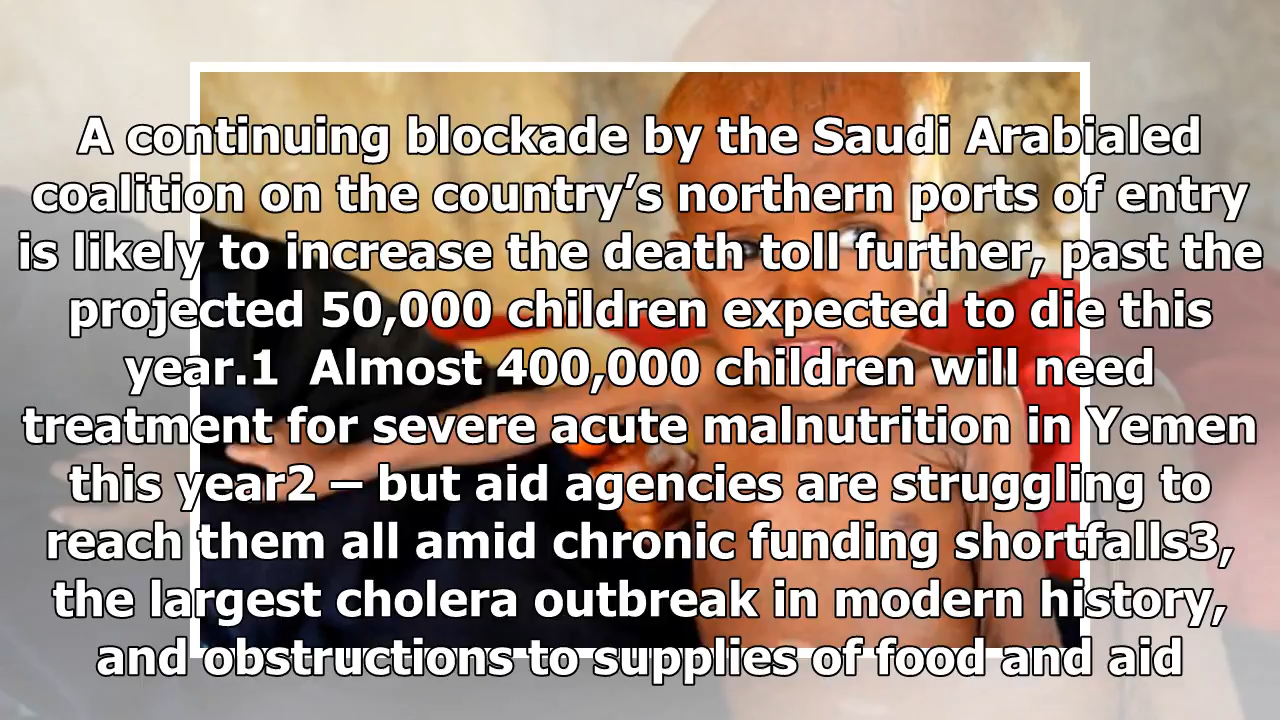 A continuing blockade by the Saudi Arabialed
coalition on the country’s northern ports of entry
is likely to increase the death toll further, past the
projected 50,000 children expected to die this
year.1  Almost 400,000 children will need
treatment for severe acute malnutrition in Yemen
this year2 – but aid agencies are struggling to
reach them all amid chronic funding shortfalls3,
the largest cholera outbreak in modern history,
and obstructions to supplies of food and aid